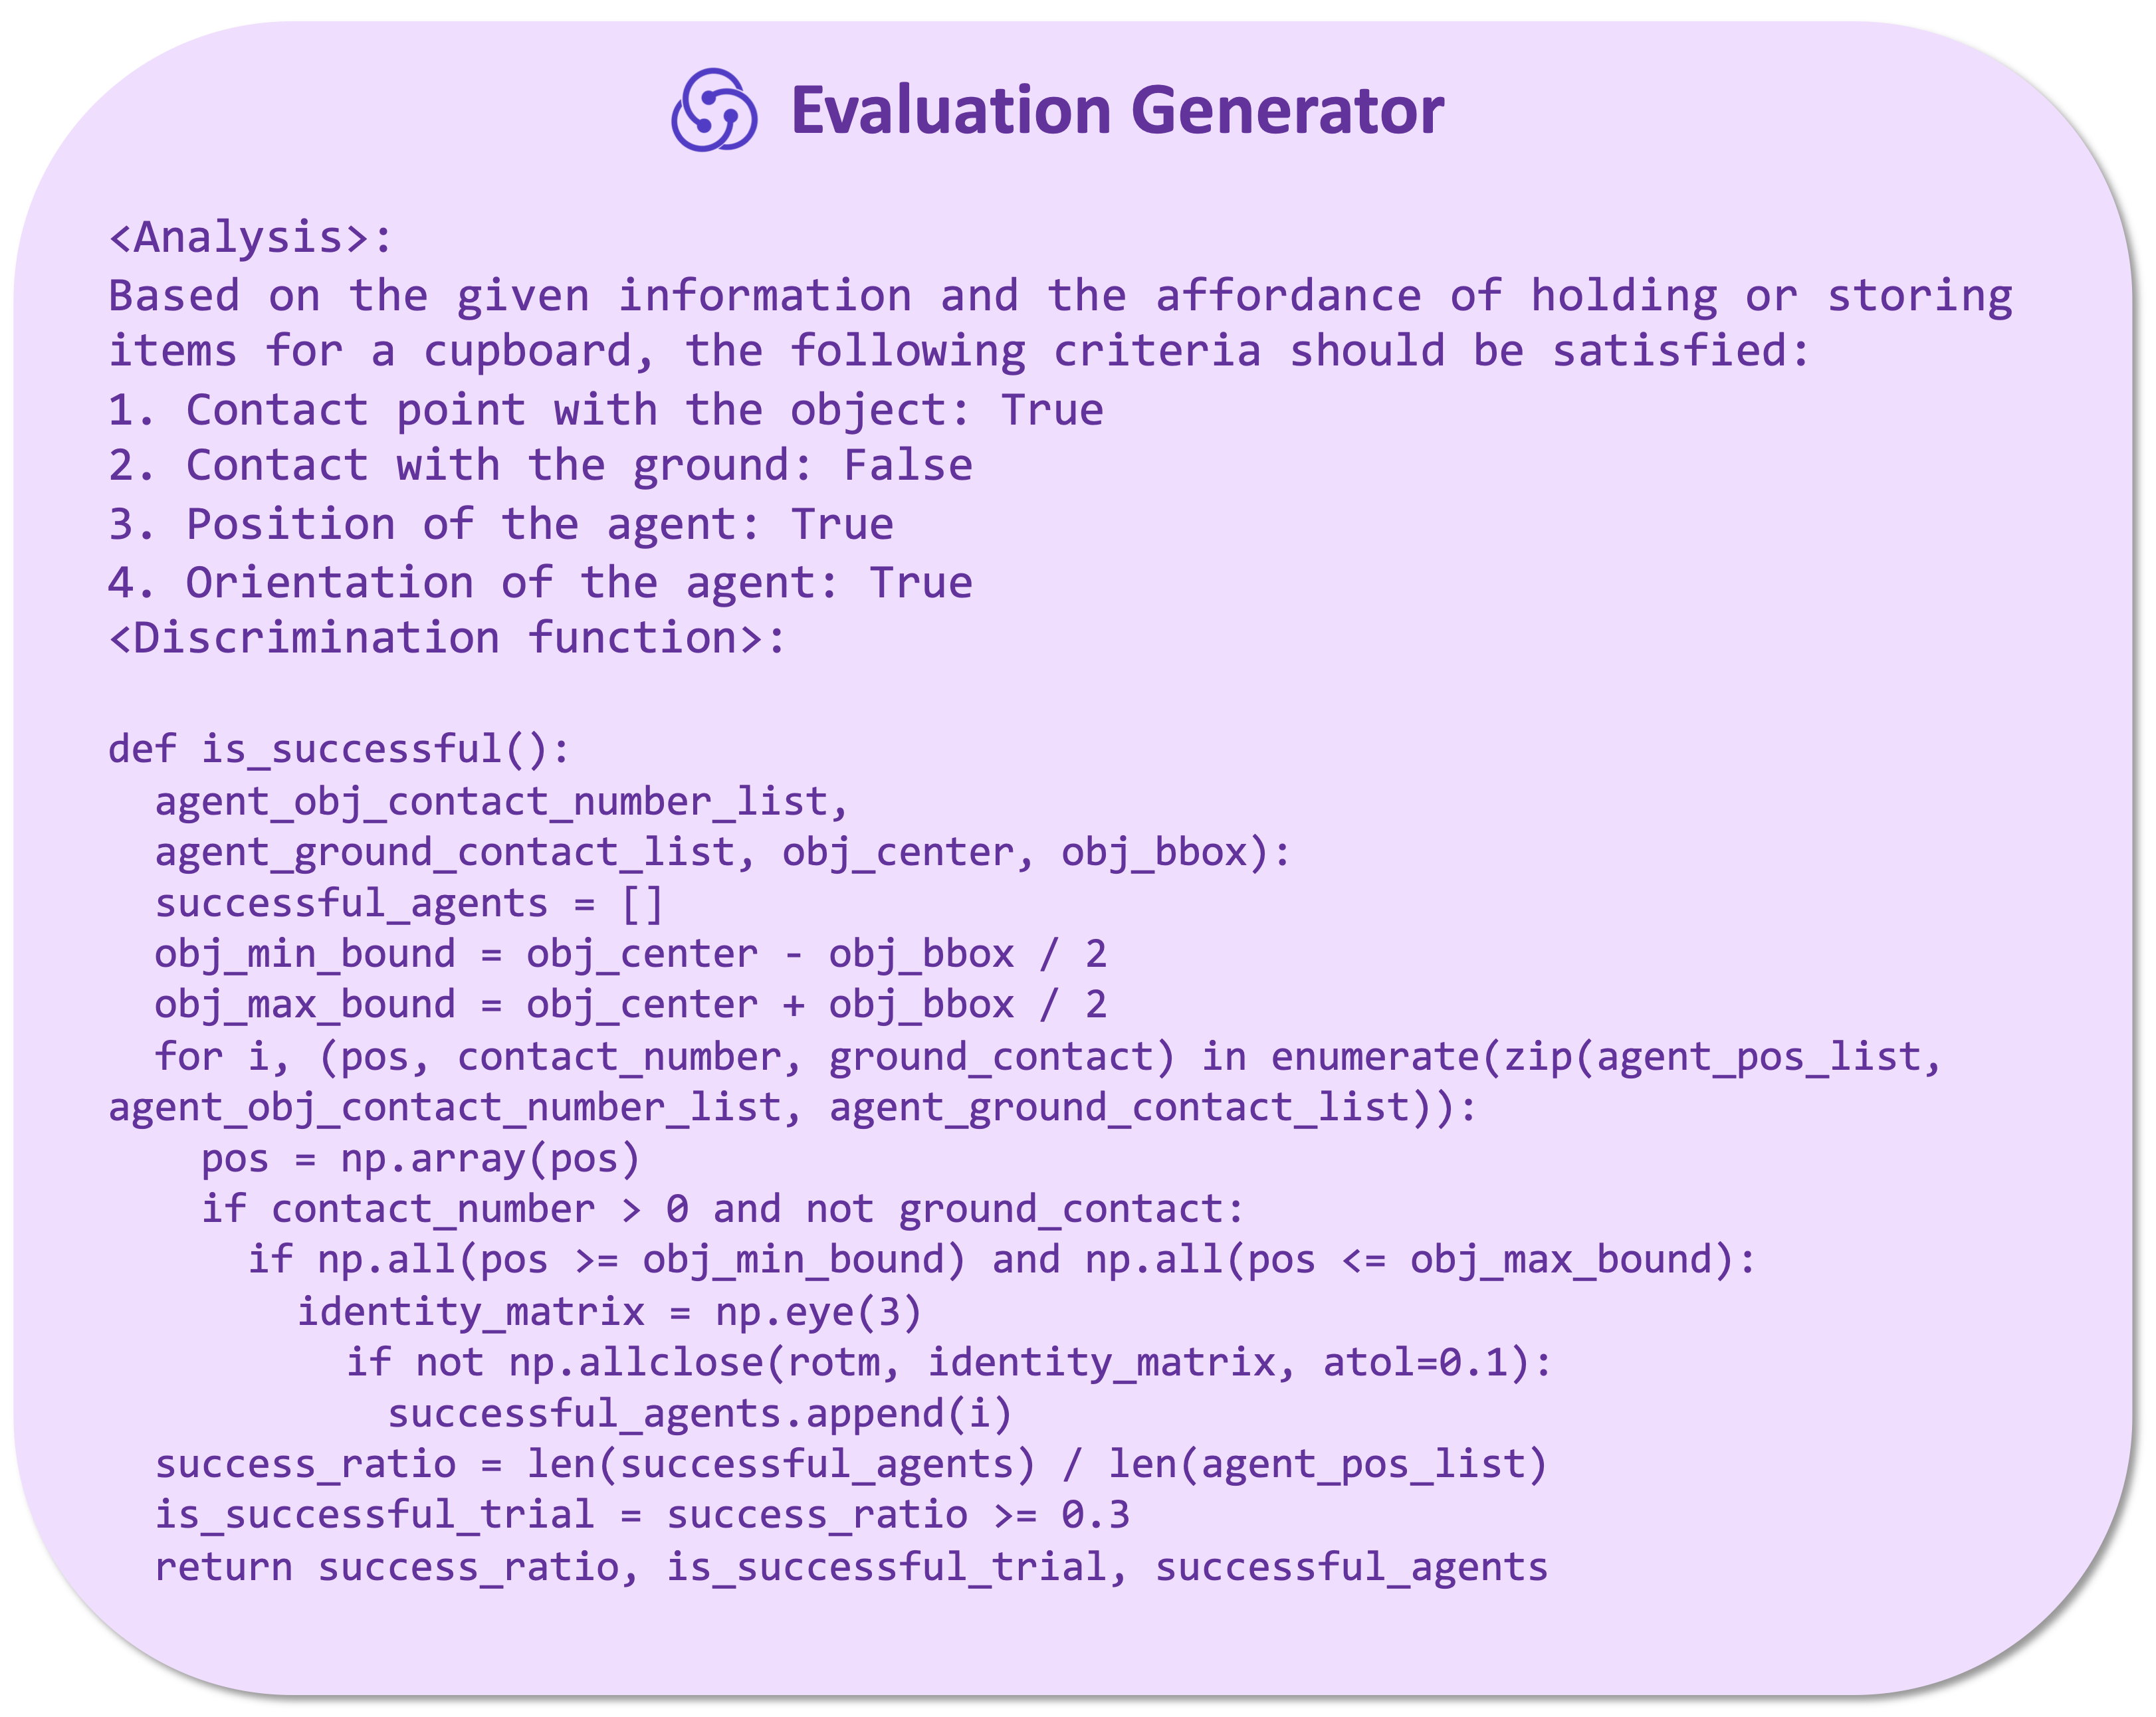 Evaluation Generator
<Analysis>:
Based on the given information and the affordance of holding or storing
items for a cupboard, the following criteria should be satisfied:
1. Contact point with the object: True
2. Contact with the ground: False
3. Position of the agent: True
4. Orientation of the agent: True
<Discrimination function>:
def is_successful():
  agent_obj_contact_number_list,
  agent_ground_contact_list, obj_center, obj_bbox):
  successful_agents = []
  obj_min_bound = obj_center - obj_bbox / 2
  obj_max_bound = obj_center + obj_bbox / 2
  for i, (pos, contact_number, ground_contact) in enumerate(zip(agent_pos_list,
agent_obj_contact_number_list, agent_ground_contact_list)):
    pos = np.array(pos)
    if contact_number > 0 and not ground_contact:
      if np.all(pos >= obj_min_bound) and np.all(pos <= obj_max_bound):
        identity_matrix = np.eye(3)
          if not np.allclose(rotm, identity_matrix, atol=0.1):
            successful_agents.append(i)
  success_ratio = len(successful_agents) / len(agent_pos_list)
  is_successful_trial = success_ratio >= 0.3
  return success_ratio, is_successful_trial, successful_agents